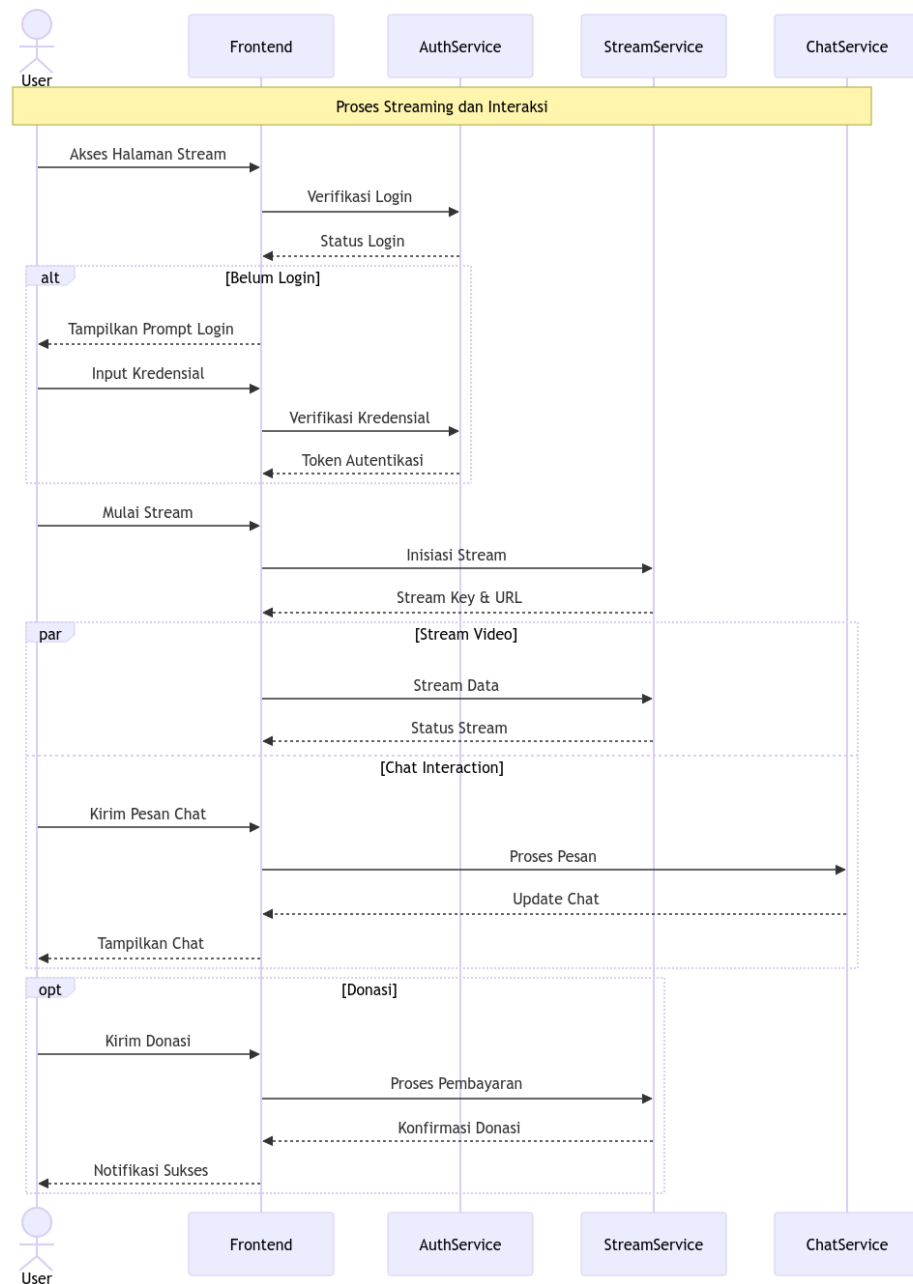 User
Frontend
AuthService
StreamService
ChatService
Proses Streaming dan Interaksi
Akses Halaman Stream
Verifikasi Login
Status Login
alt
[Belum Login]
Tampilkan Prompt Login
Input Kredensial
Verifikasi Kredensial
Token Autentikasi
Mulai Stream
Inisiasi Stream
Stream Key & URL
par
[Stream Video]
Stream Data
Status Stream
[Chat Interaction]
Kirim Pesan Chat
Proses Pesan
Update Chat
Tampilkan Chat
opt
[Donasi]
Kirim Donasi
Proses Pembayaran
Konfirmasi Donasi
Notifikasi Sukses
User
Frontend
AuthService
StreamService
ChatService